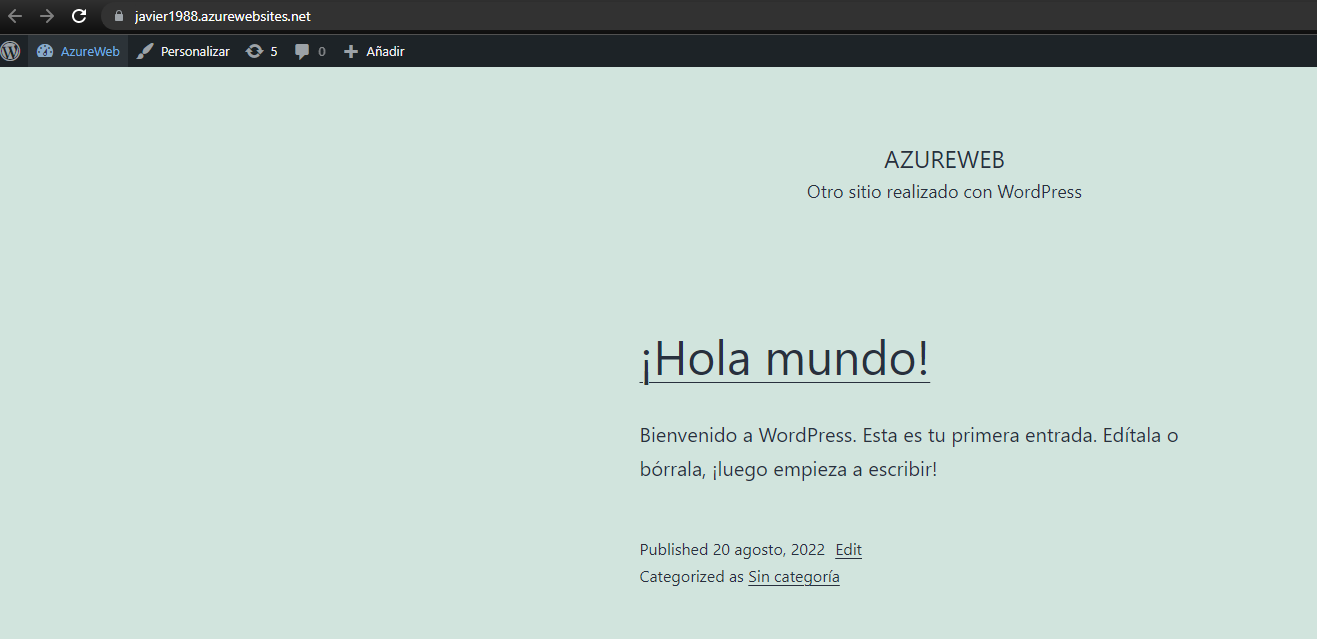 javier1988.azurewebsites.net
AzureWeb Personalizar 5 0 Añadir
AZUREWEB
Otro sitio realizado con WordPress
¡Hola mundo!
Bienvenido a WordPress. Esta es tu primera entrada. Edítala o
bórrala, ¡luego empieza a escribir!
Published 20 agosto, 2022 Edit
Categorized as Sin categoría